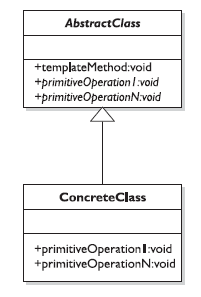 AbstractClass
+templateMethod:void
+primitiveOperation1:void
+primitiveOperationN:void
ConcreteClass
+primitiveOperation1:void
+primitiveOperationN:void